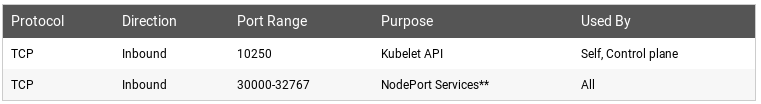 Protocol Direction Port Range Purpose Used By
TCP Inbound 10250 Kubelet API Self, Control plane
TCP Inbound 30000-32767 NodePort Services** All